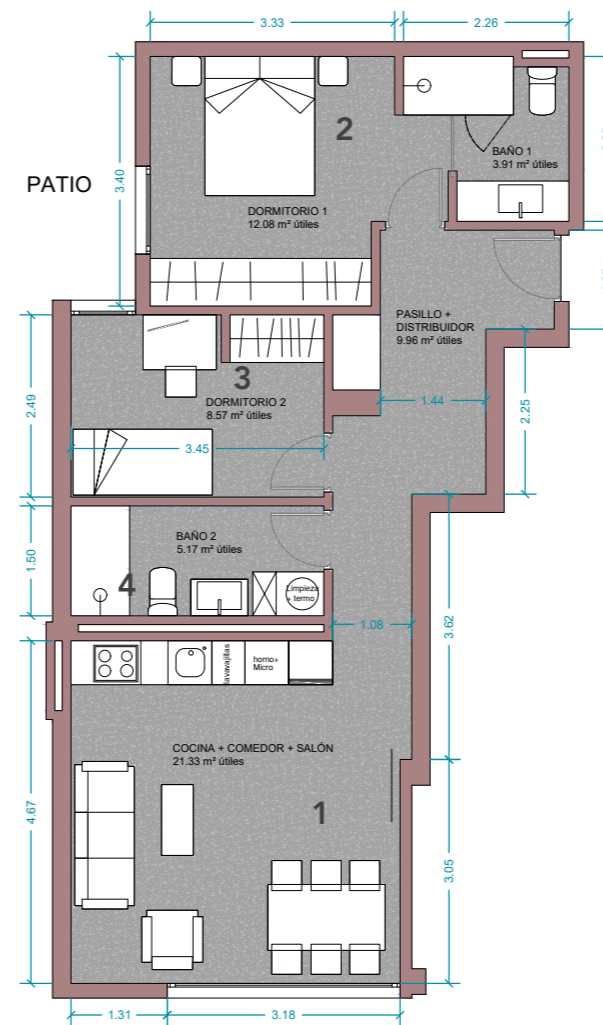 3.33
2.26
2
BAÑO 1
3.91 m² útiles
PATIO
3.40
DORMITORIO 1
12.08 m² útiles
PASILLO +
DISTRIBUIDOR
9.96 m² útiles
3
DORMITORIO 2
8.57 m² útiles
2.49
1.44
2.25
3.45
BAÑO 2
5.17 m² útiles
1.50
4
Limpieza
+ termo
1.08
3.62
lavavajillas
horno+
Micro
COCINA + COMEDOR + SALÓN
21.33 m² útiles
4.67
1
3.05
1.31
3.18